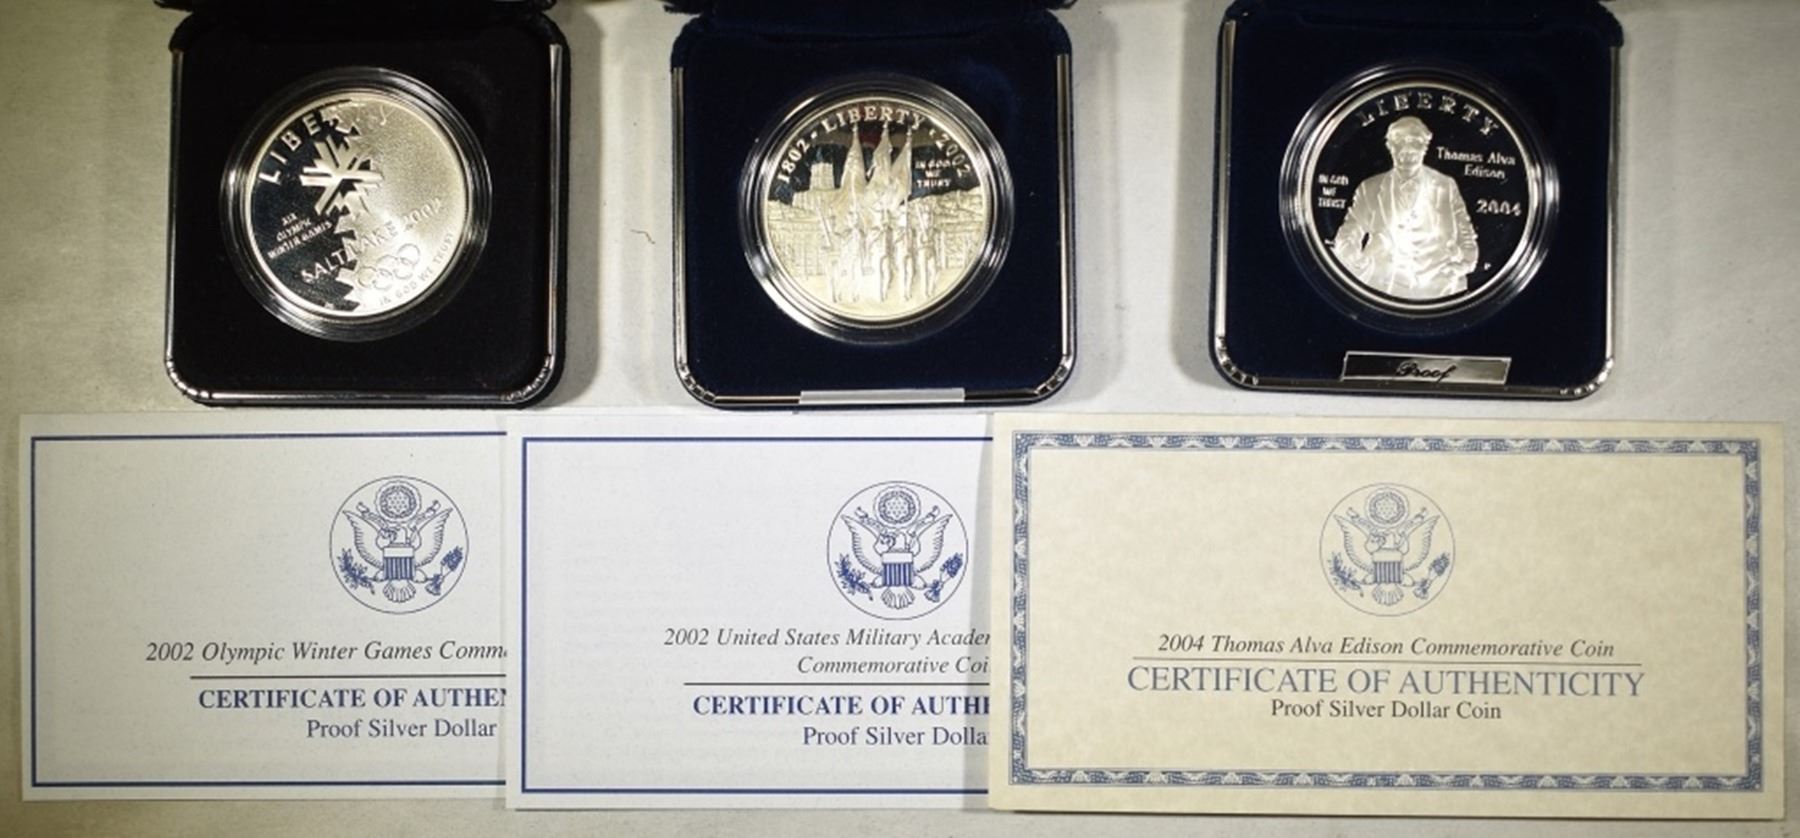 LIBERTY
XIX
OLYMPIC
WINTER GAMES
SALT LAKE 2002
IN GOD WE TRUST
1802 • LIBERTY • 2002
IN GOD
WE
TRUST
LIBERTY
Thomas Alva
Edison
IN GOD
WE
TRUST
2004
P
Proof
2002 Olympic Winter Games Comm
CERTIFICATE OF AUTHEN
Proof Silver Dollar
2002 United States Military Acade
Commemorative Coi
CERTIFICATE OF AUTHE
Proof Silver Dolla
2004 Thomas Alva Edison Commemorative Coin
CERTIFICATE OF AUTHENTICITY
Proof Silver Dollar Coin